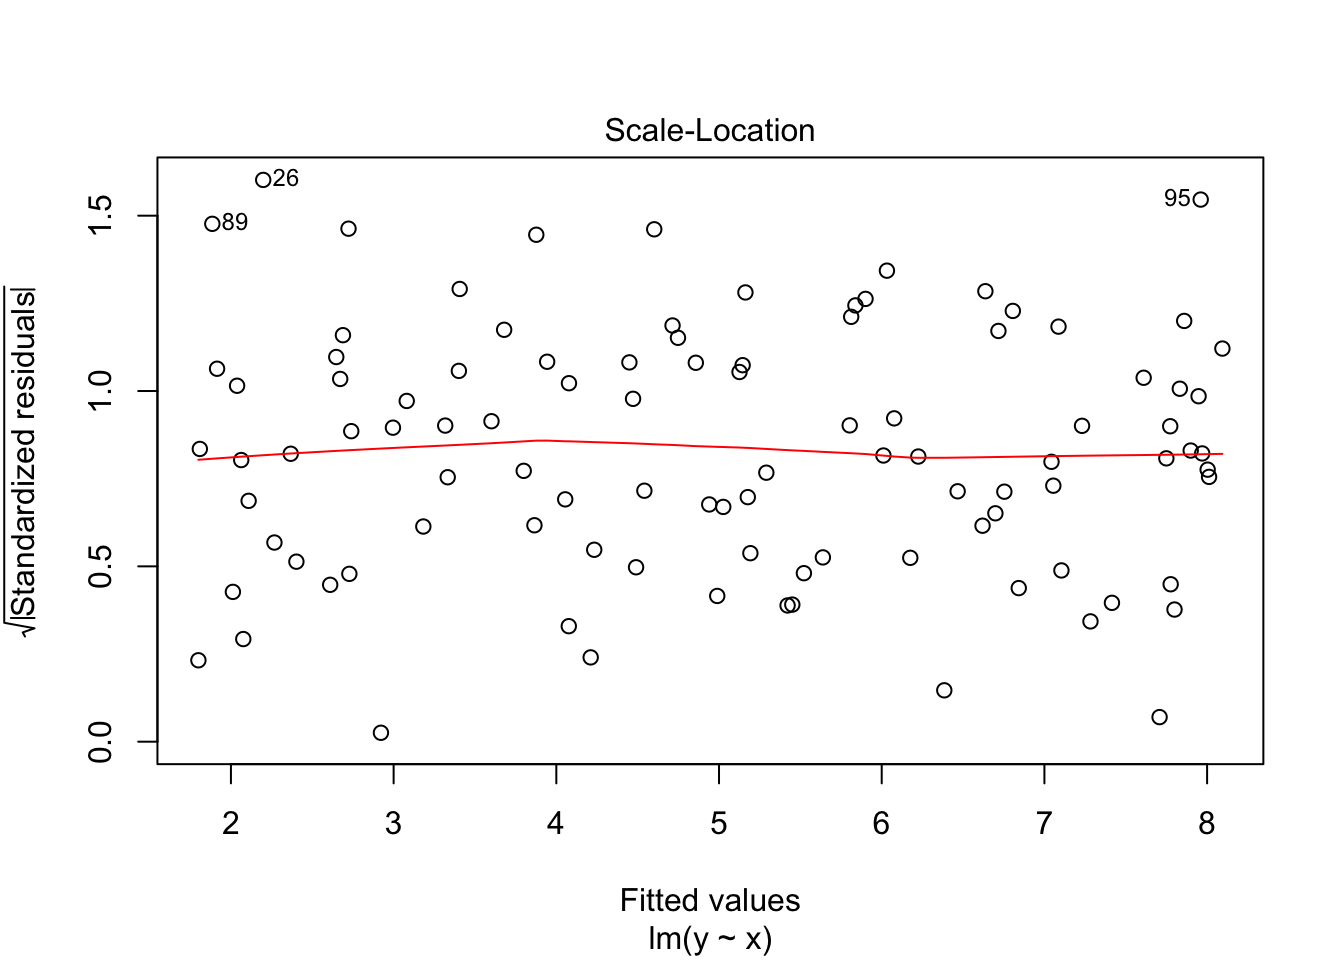 Scale-Location
√|Standardized residuals|
1.5
1.0
0.5
0.0
26
89
95
2 3 4 5 6 7 8
Fitted values
lm(y ~ x)